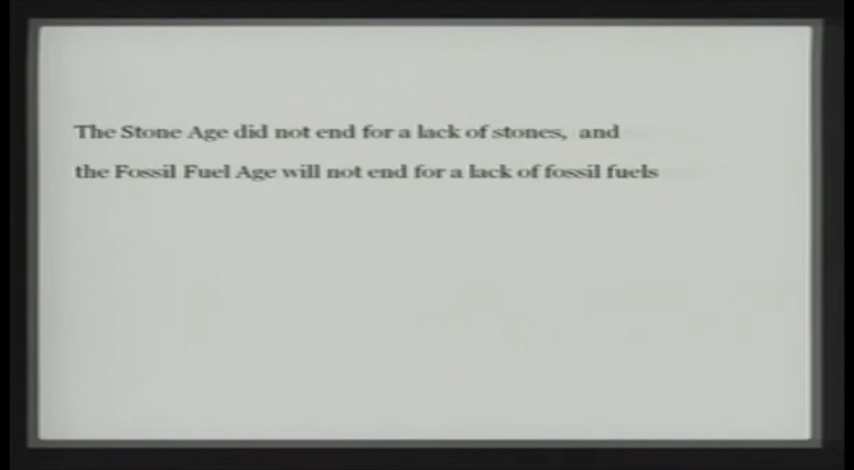 The Stone Age did not end for a lack of stones, and
the Fossil Fuel Age will not end for a lack of fossil fuels